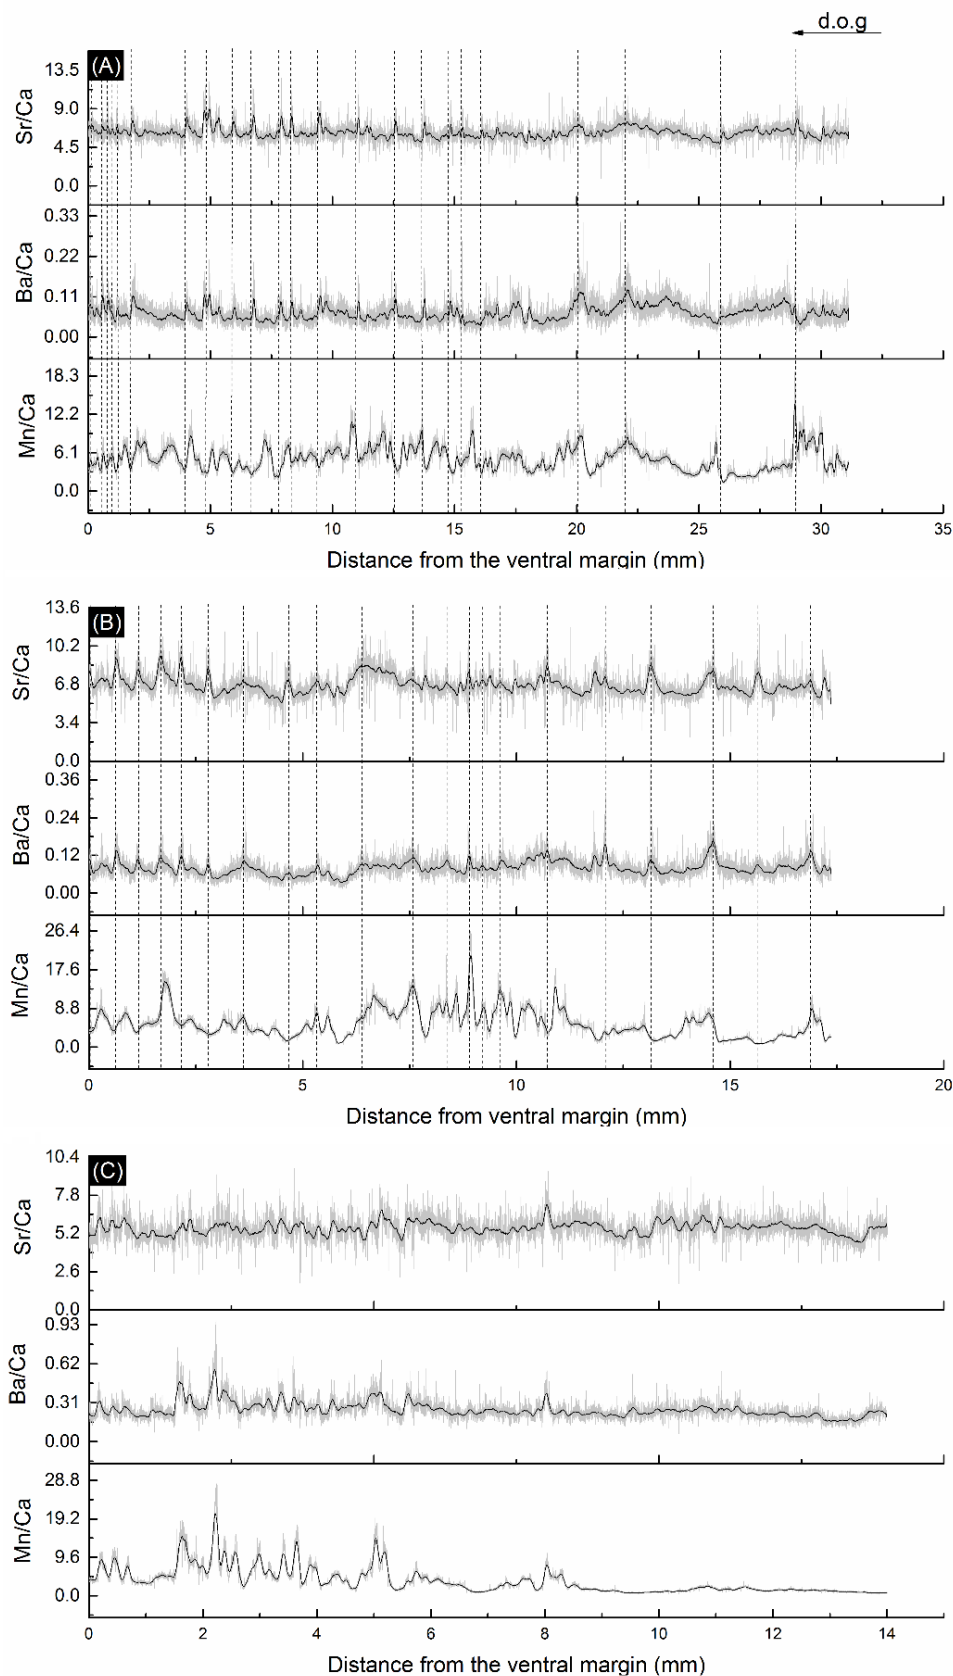 d.o.g
(A)
Sr/Ca
13.5
9.0
4.5
0.0
Ba/Ca
0.33
0.22
0.11
0.00
Mn/Ca
18.3
12.2
6.1
0.0
0 5 10 15 20 25 30 35
Distance from the ventral margin (mm)
(B)
Sr/Ca
13.6
10.2
6.8
3.4
0.0
Ba/Ca
0.36
0.24
0.12
0.00
Mn/Ca
26.4
17.6
8.8
0.0
0 5 10 15 20
Distance from ventral margin (mm)
(C)
Sr/Ca
10.4
7.8
5.2
2.6
0.0
Ba/Ca
0.93
0.62
0.31
0.00
Mn/Ca
28.8
19.2
9.6
0.0
0 2 4 6 8 10 12 14
Distance from the ventral margin (mm)